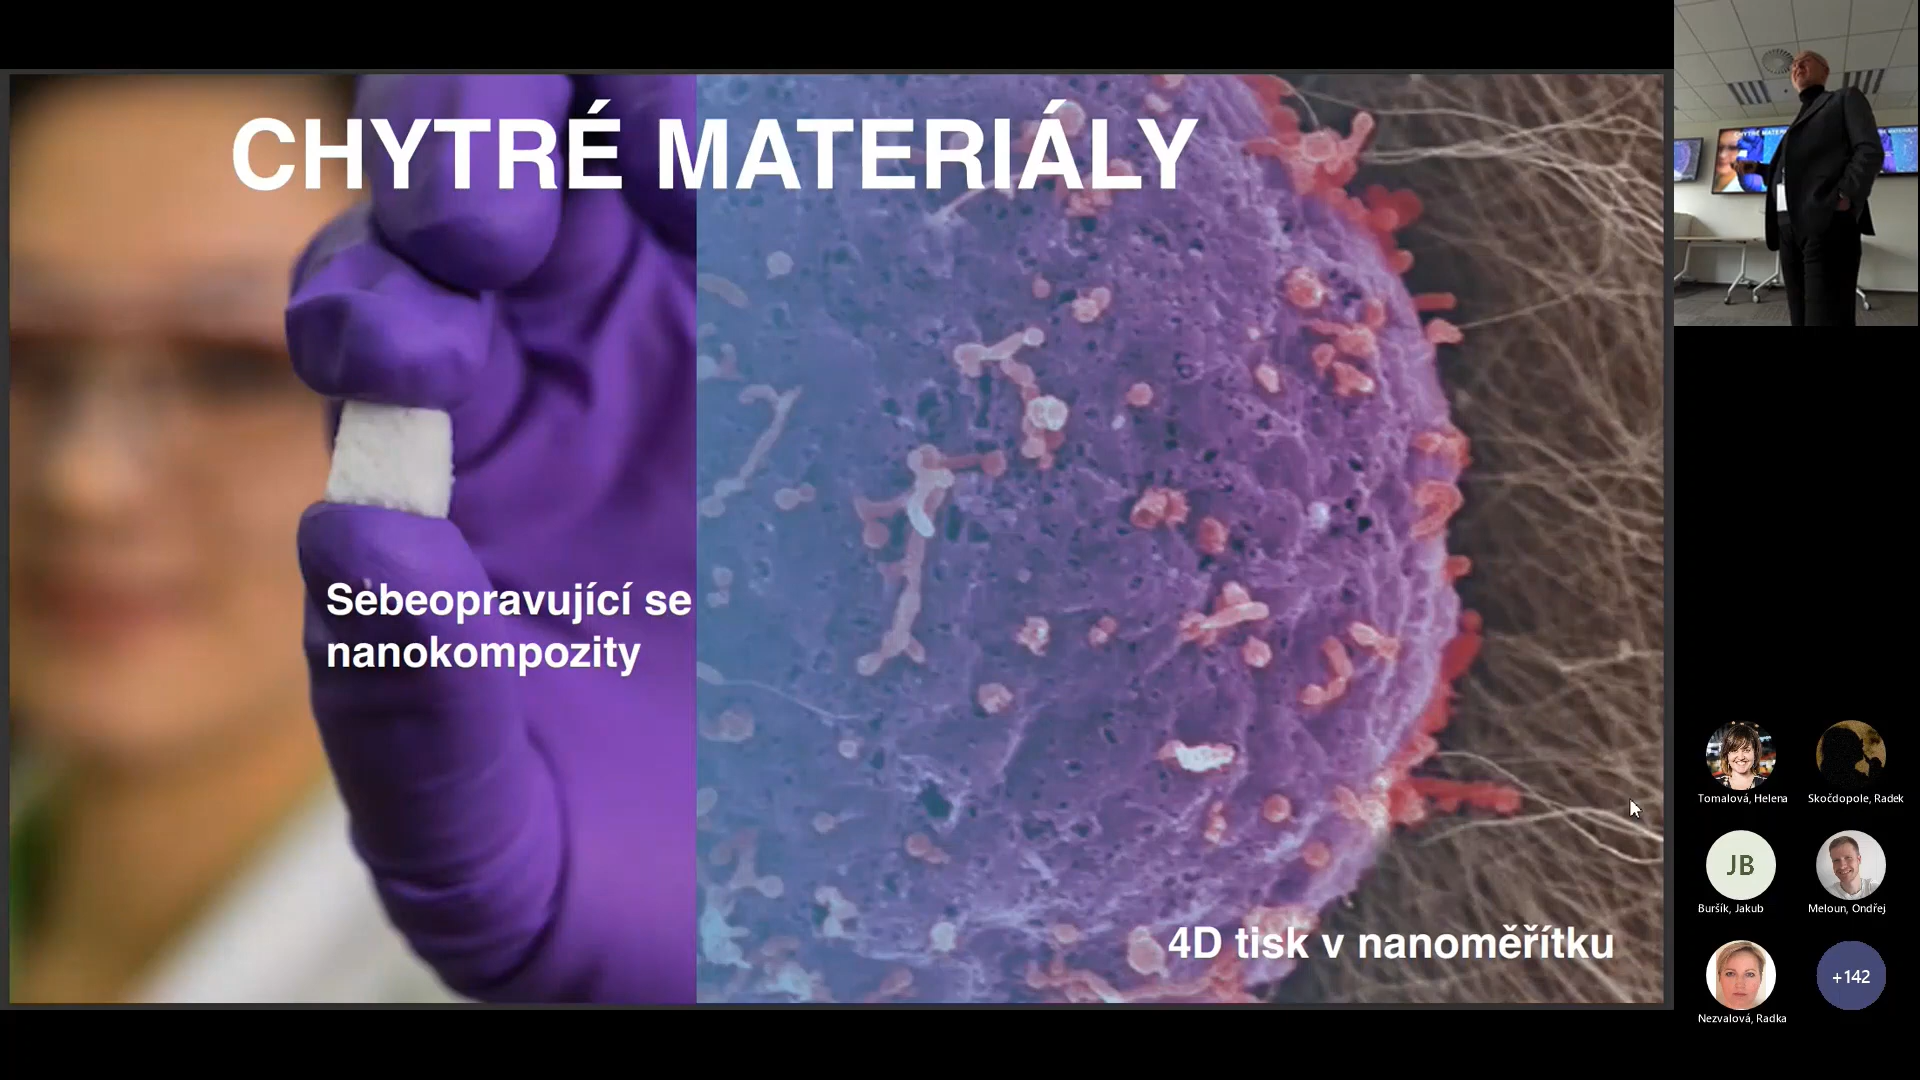 CHYTRÉ MATERIÁLY
Sebeopravující se
nanokompozity
4D tisk v nanoměřítku
Tomalová, Helena
Skočdopole, Radek
JB
Buršík, Jakub
Meloun, Ondřej
Nezvalová, Radka
+142